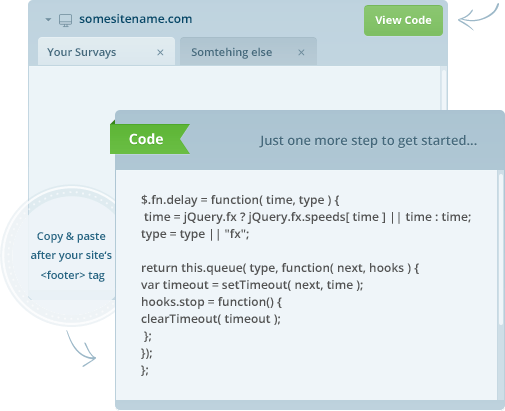 somesitename.com
View Code
Your Survays ×
Somtehing else ×
Code
Just one more step to get started...
$.fn.delay = function( time, type ) {
time = jQuery.fx ? jQuery.fx.speeds[ time ] || time : time;
type = type || "fx";
return this.queue( type, function( next, hooks ) {
var timeout = setTimeout( next, time );
hooks.stop = function() {
clearTimeout( timeout );
};
});
};
Copy & paste
after your site's
<footer> tag